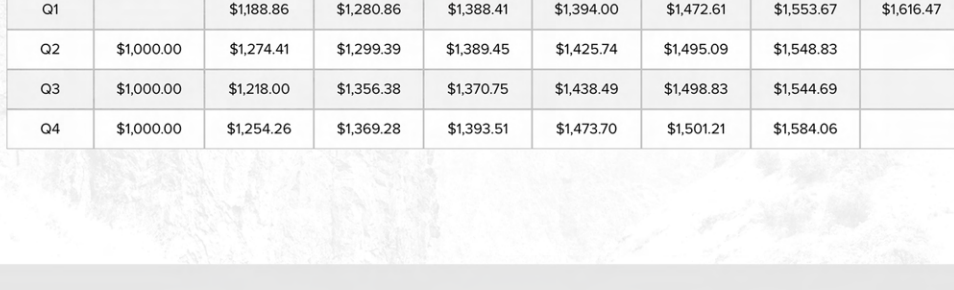 Q1 $1,188.86 $1,280.86 $1,388.41 $1,394.00 $1,472.61 $1,553.67 $1,616.47
Q2 $1,000.00 $1,274.41 $1,299.39 $1,389.45 $1,425.74 $1,495.09 $1,548.83
Q3 $1,000.00 $1,218.00 $1,356.38 $1,370.75 $1,438.49 $1,498.83 $1,544.69
Q4 $1,000.00 $1,254.26 $1,369.28 $1,393.51 $1,473.70 $1,501.21 $1,584.06